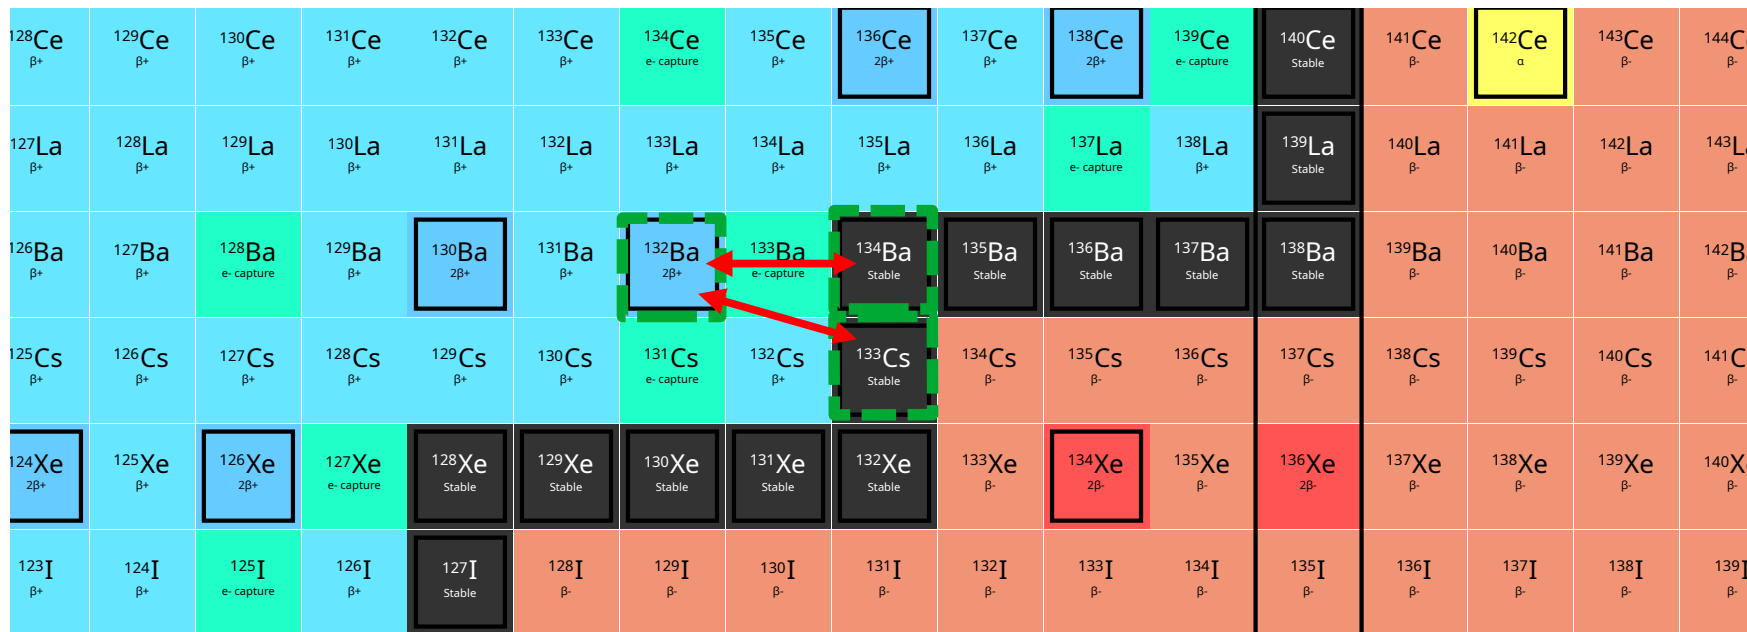 128Ce 129Ce 130Ce 131Ce 132Ce 133Ce 134Ce 135Ce 136Ce 137Ce 138Ce 139Ce 140Ce 141Ce 142Ce 143Ce 144C
β+ β+ β+ β+ β+ β+ e- capture β+ 2β+ β+ 2β+ e- capture Stable β- α β- β-
127La 128La 129La 130La 131La 132La 133La 134La 135La 136La 137La 138La 139La 140La 141La 142La 143L
β+ β+ β+ β+ β+ β+ β+ β+ β+ β+ e- capture β+ Stable β- β- β- β-
126Ba 127Ba 128Ba 129Ba 130Ba 131Ba 132Ba 133Ba 134Ba 135Ba 136Ba 137Ba 138Ba 139Ba 140Ba 141Ba 142B
β+ β+ e- capture β+ 2β+ β+ 2β+ e- capture Stable Stable Stable Stable Stable β- β- β- β-
125Cs 126Cs 127Cs 128Cs 129Cs 130Cs 131Cs 132Cs 133Cs 134Cs 135Cs 136Cs 137Cs 138Cs 139Cs 140Cs 141C
β+ β+ β+ β+ β+ β+ e- capture β+ Stable β- β- β- β- β- β- β- β-
124Xe 125Xe 126Xe 127Xe 128Xe 129Xe 130Xe 131Xe 132Xe 133Xe 134Xe 135Xe 136Xe 137Xe 138Xe 139Xe 140X
2β+ β+ 2β+ e- capture Stable Stable Stable Stable Stable β- 2β- β- 2β- β- β- β- β-
123I 124I 125I 126I 127I 128I 129I 130I 131I 132I 133I 134I 135I 136I 137I 138I 139I
β+ β+ e- capture β+ Stable β- β- β- β- β- β- β- β- β- β- β- β-